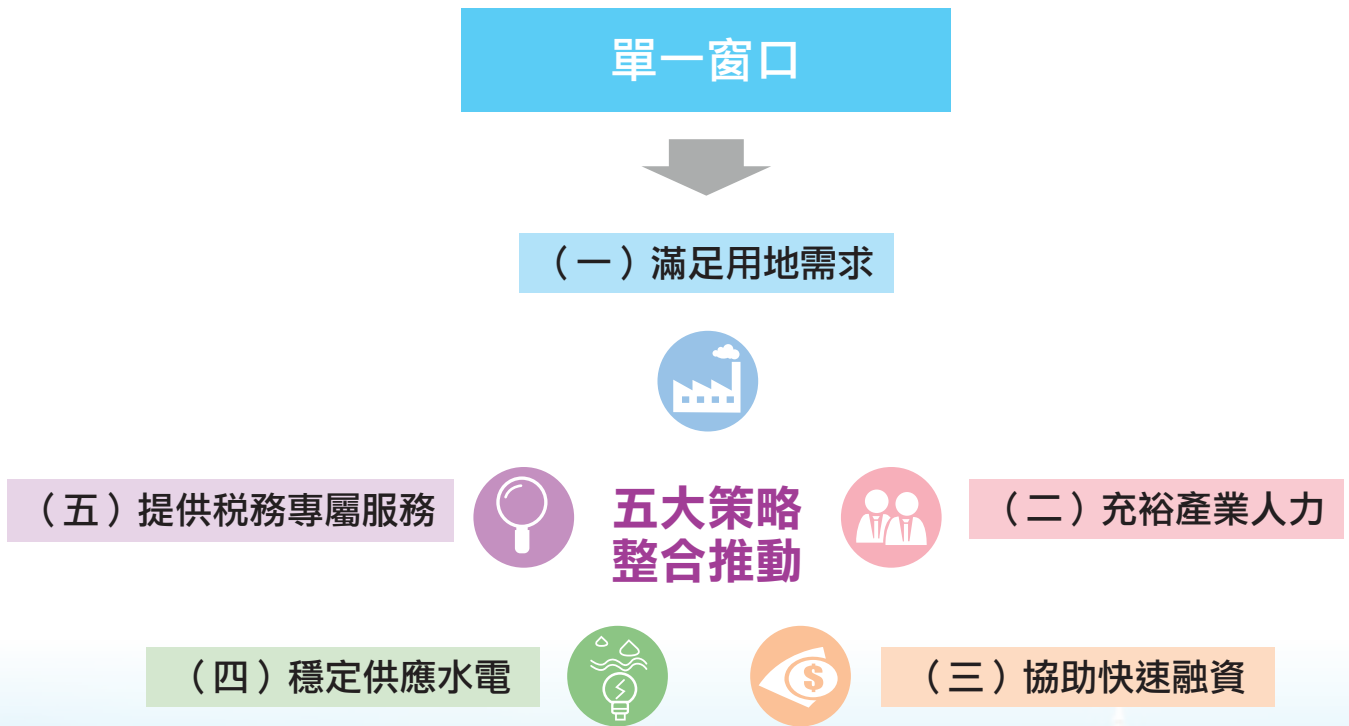 單一窗口
（一）滿足用地需求
（五）提供税務專屬服務
五大策略
整合推動
（二）充裕產業人力
（四）穩定供應水電
$
（三）協助快速融資